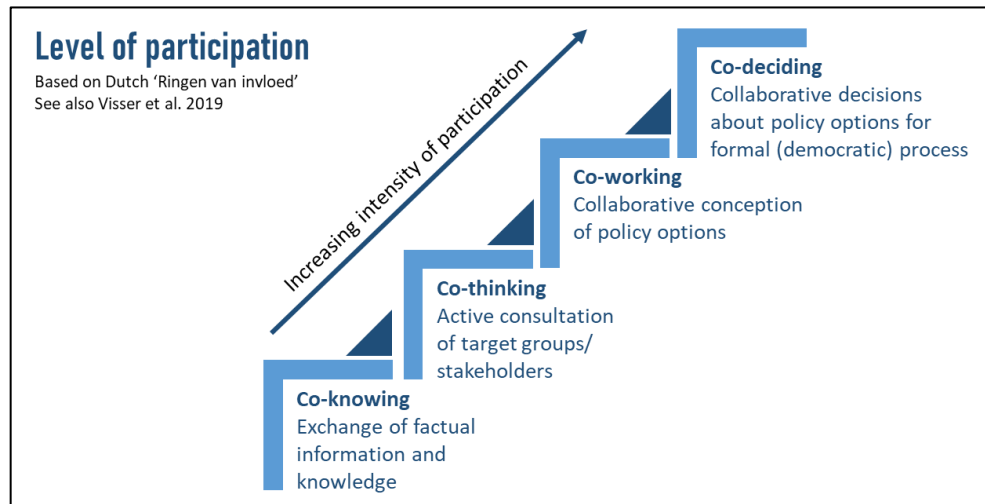 Level of participation
Based on Dutch ‘Ringen van invloed’
See also Visser et al. 2019
Increasing intensity of participation
Co-deciding
Collaborative decisions
about policy options for
formal (democratic) process
Co-working
Collaborative conception
of policy options
Co-thinking
Active consultation
of target groups/
stakeholders
Co-knowing
Exchange of factual
information and
knowledge